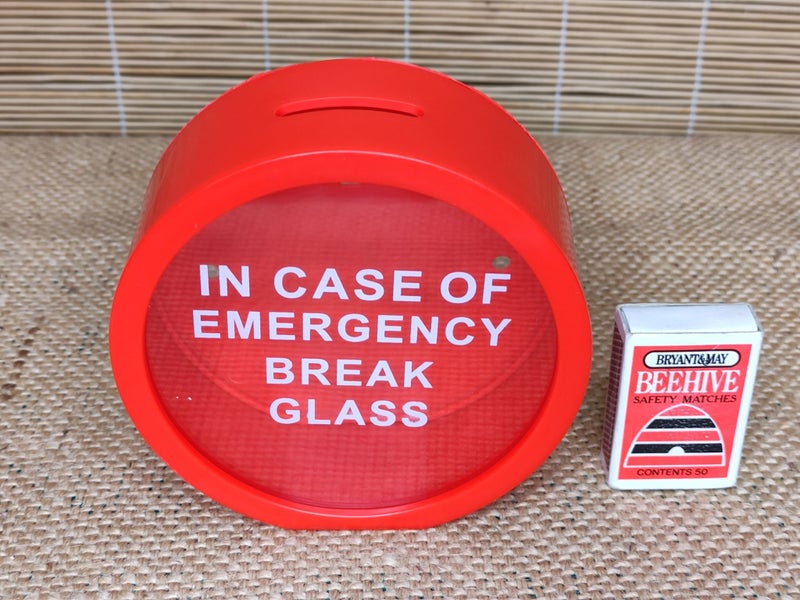 IN CASE OF
EMERGENCY
BREAK
GLASS
BRYANT&MAY
BEEHIVE
SAFETY MATCHES
CONTENTS 50